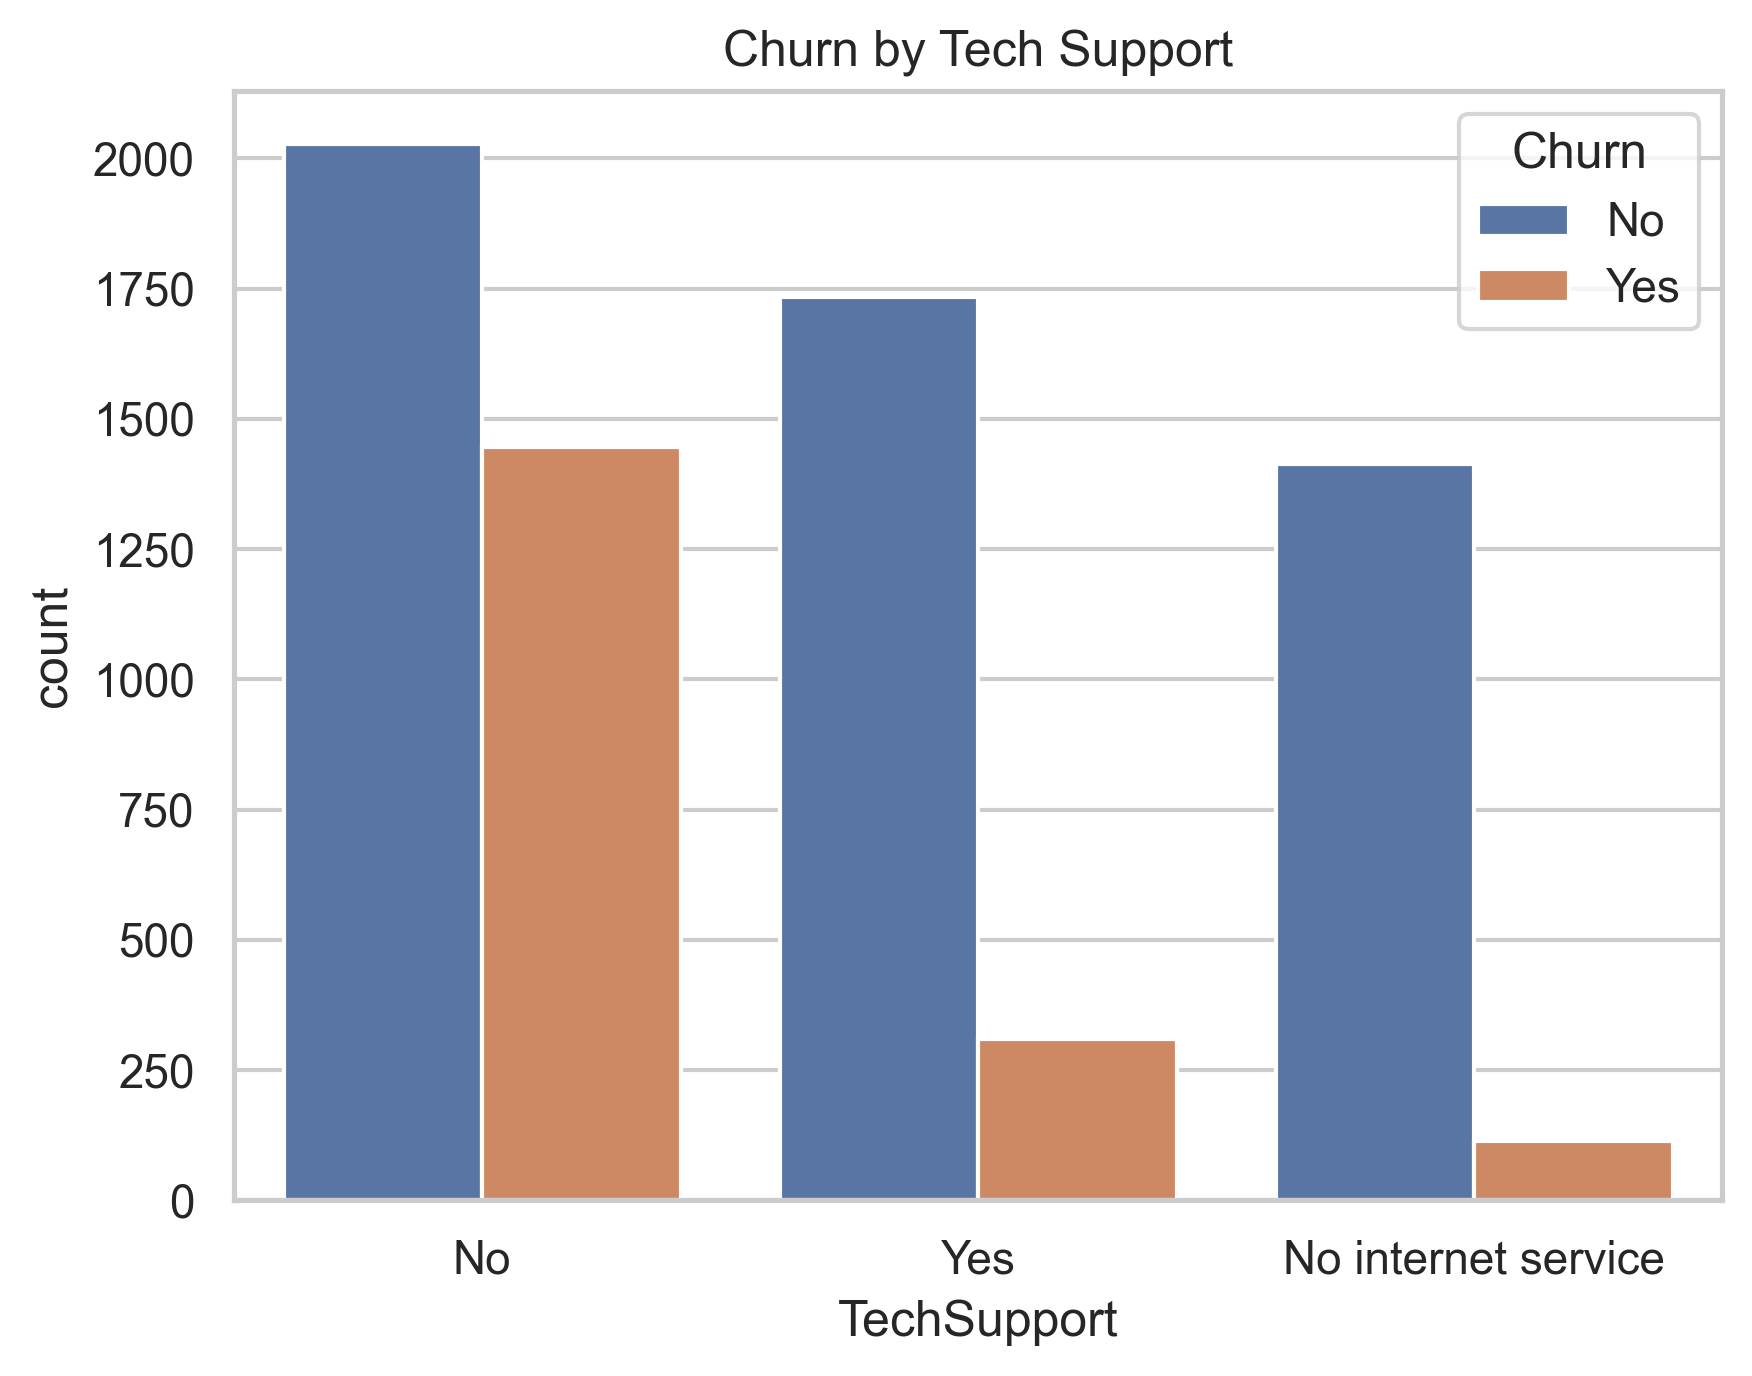 Churn by Tech Support
Churn
No
Yes
2000
1750
1500
1250
1000
750
500
250
0
count
No
Yes
No internet service
TechSupport